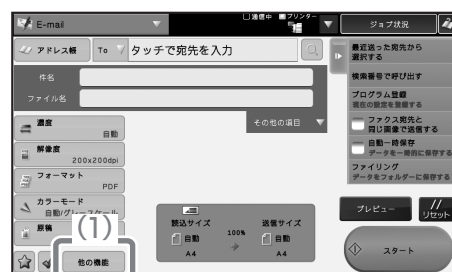 E-mail
通信中
プリンター
ジョブ状況
アドレス帳
To
タッチで宛先を入力
件名
ファイル名
その他の項目
濃度
自動
解像度
200x200dpi
フォーマット
PDF
カラーモード
自動/グレースケール
原稿
(1)
他の機能
読込サイズ
自動
A4
100%
送信サイズ
自動
A4
最近送った宛先から
選択する
検索番号で呼び出す
プログラム登録
現在の設定を登録する
ファクス宛先と
同じ画像で送信する
自動一時保存
データを一時的に保存する
ファイリング
データをフォルダーに保存する
プレビュー
リセット
スタート